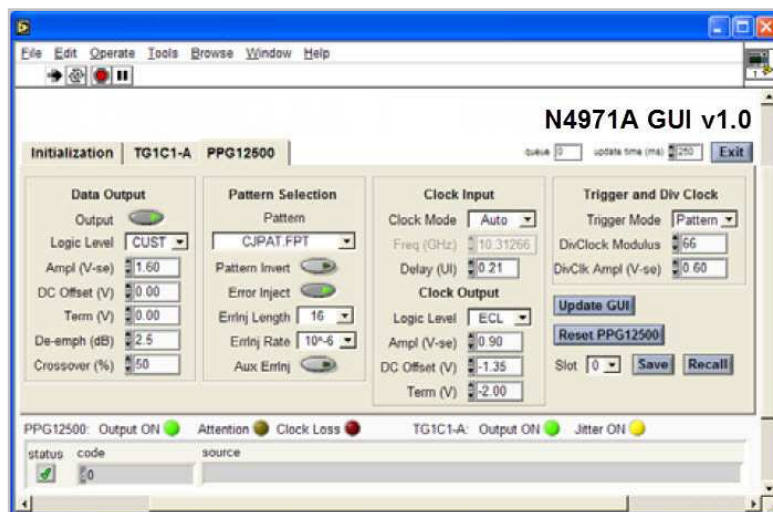 File Edit Operate Tools Browse Window Help
N4971A GUI v1.0
Initialization TG1C1-A PPG12500 queue 0 update time (ms) 250 Exit
Data Output
Output
Logic Level CUST
Ampl (V-se) 1.60
DC Offset (V) 0.00
Term (V) 0.00
De-emph (dB) 2.5
Crossover (%) 50
Pattern Selection
Pattern
CJPAT.FPT
Pattern Invert
Error Inject
ErrInj Length 16
ErrInj Rate 10^-6
Aux ErrInj
Clock Input
Clock Mode Auto
Freq (GHz) 10.31266
Delay (UI) 0.21
Clock Output
Logic Level ECL
Ampl (V-se) 0.90
DC Offset (V) -1.35
Term (V) -2.00
Trigger and Div Clock
Trigger Mode Pattern
DivClock Modulus 66
DivClk Ampl (V-se) 0.60
Update GUI
Reset PPG12500
Slot 0 Save Recall
PPG12500: Output ON Attention Clock Loss TG1C1-A: Output ON Jitter ON
status code source
0